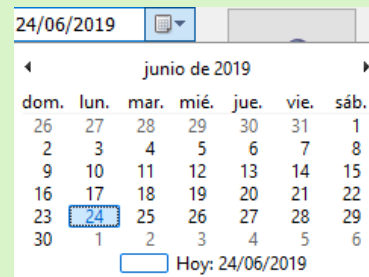 24/06/2019
junio de 2019
dom. lun. mar. mié. jue. vie. sáb.
26 27 28 29 30 31 1
2 3 4 5 6 7 8
9 10 11 12 13 14 15
16 17 18 19 20 21 22
23 24 25 26 27 28 29
30 1 2 3 4 5 6
Hoy: 24/06/2019